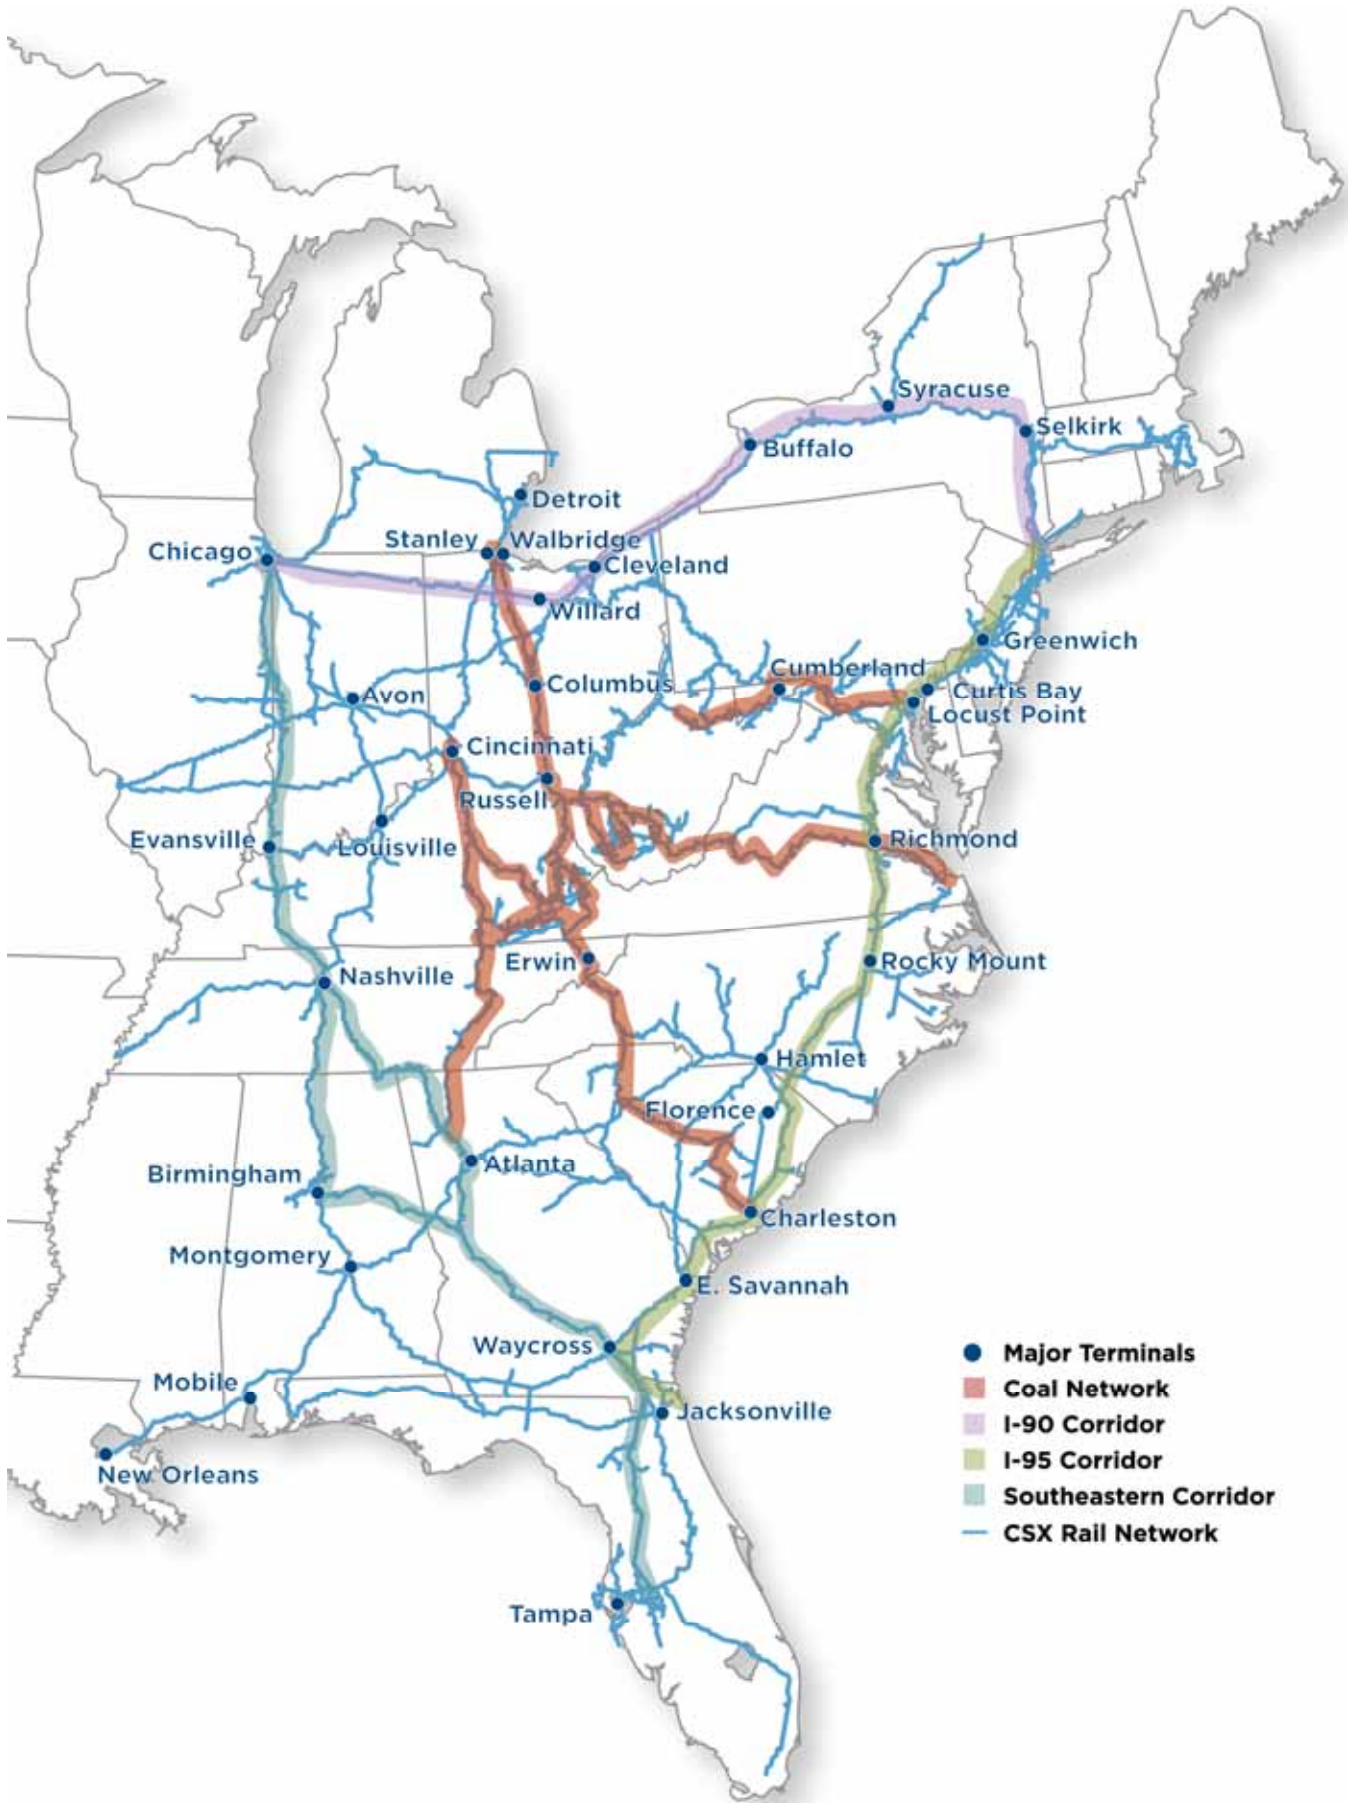 Syracuse
Selkirk
Buffalo
Detroit
Stanley
Walbridge
Chicago
Cleveland
Willard
Greenwich
Cumberland
Columbus
Avon
Curtis Bay
Locust Point
Cincinnati
Russell
Evansville
Louisville
Richmond
Erwin
Rocky Mount
Nashville
Hamlet
Florence
Atlanta
Birmingham
Charleston
Montgomery
E. Savannah
Waycross
Mobile
Jacksonville
New Orleans
Tampa
Major Terminals
Coal Network
I-90 Corridor
I-95 Corridor
Southeastern Corridor
CSX Rail Network